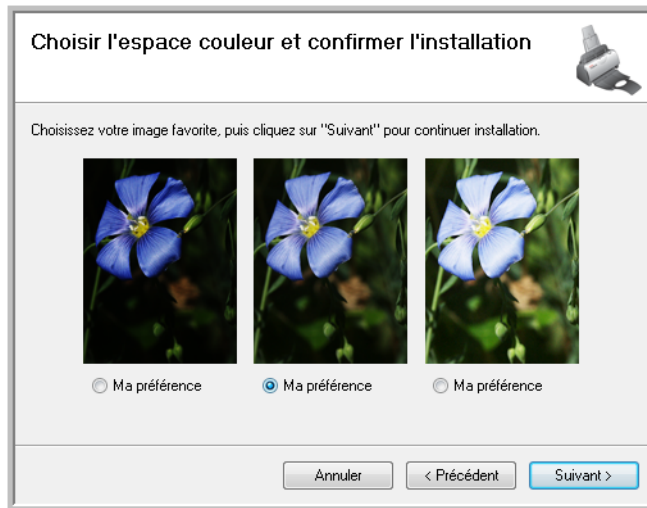 Choisir l'espace couleur et confirmer l'installation
Choisissez votre image favorite, puis cliquez sur "Suivant" pour continuer installation.
Ma préférence Ma préférence Ma préférence
Annuler < Précédent Suivant >